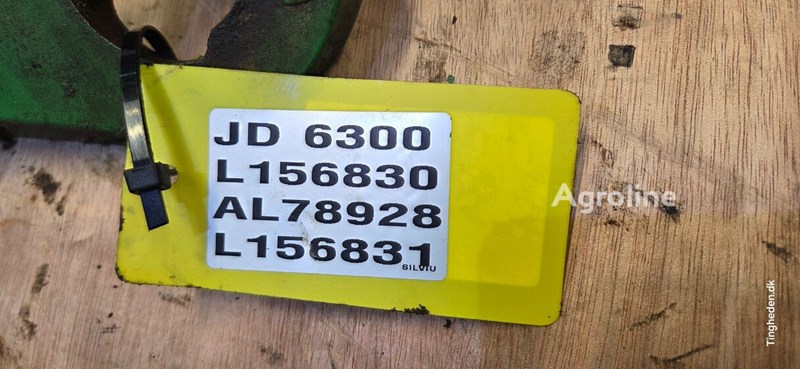 JD 6300
L156830
AL78928
L156831
SILVIU
Agroline
Tingheden.dk